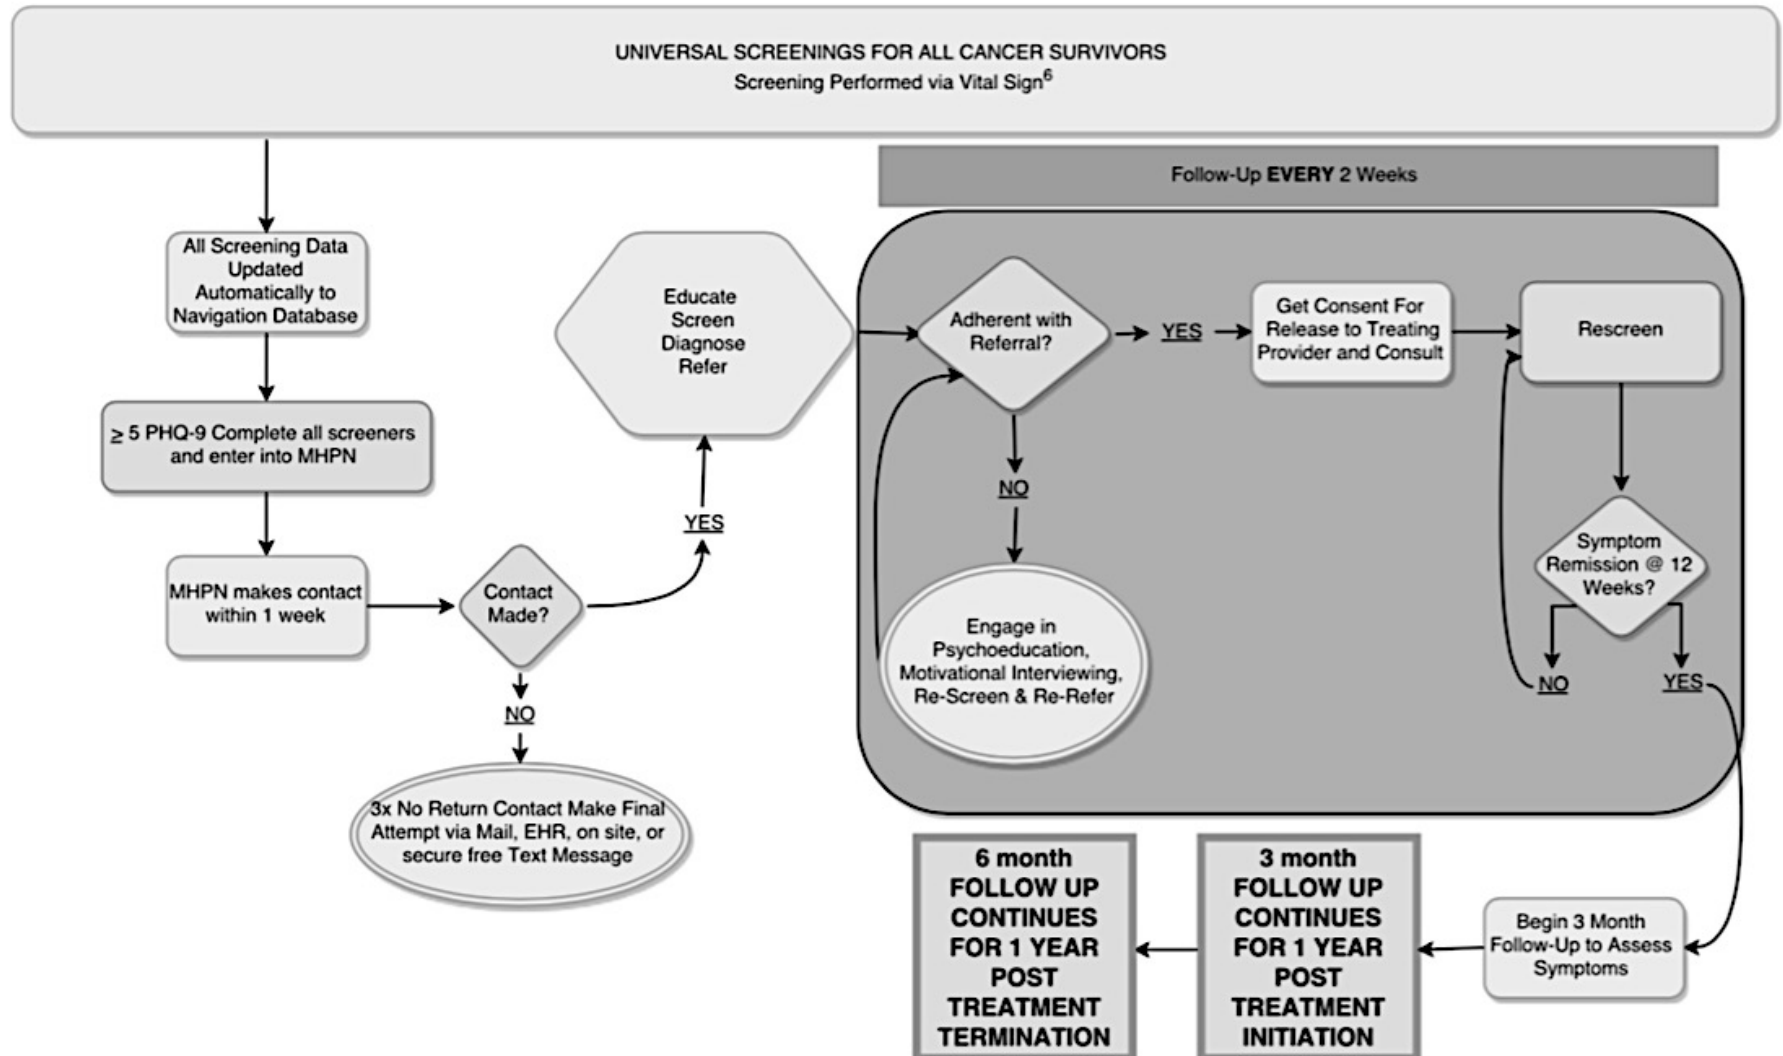 UNIVERSAL SCREENINGS FOR ALL CANCER SURVIVORS
Screening Performed via Vital Sign⁶
Follow-Up EVERY 2 Weeks
All Screening Data
Updated
Automatically to
Navigation Database
≥ 5 PHQ-9 Complete all screeners
and enter into MHPN
MHPN makes contact
within 1 week
Contact
Made?
YES
NO
3x No Return Contact Make Final
Attempt via Mail, EHR, on site, or
secure free Text Message
Educate
Screen
Diagnose
Refer
Adherent with
Referral?
YES
NO
Engage in
Psychoeducation,
Motivational Interviewing,
Re-Screen & Re-Refer
Get Consent For
Release to Treating
Provider and Consult
Rescreen
Symptom
Remission @ 12
Weeks?
NO
YES
Begin 3 Month
Follow-Up to Assess
Symptoms
3 month
FOLLOW UP
CONTINUES
FOR 1 YEAR
POST
TREATMENT
INITIATION
6 month
FOLLOW UP
CONTINUES
FOR 1 YEAR
POST
TREATMENT
TERMINATION